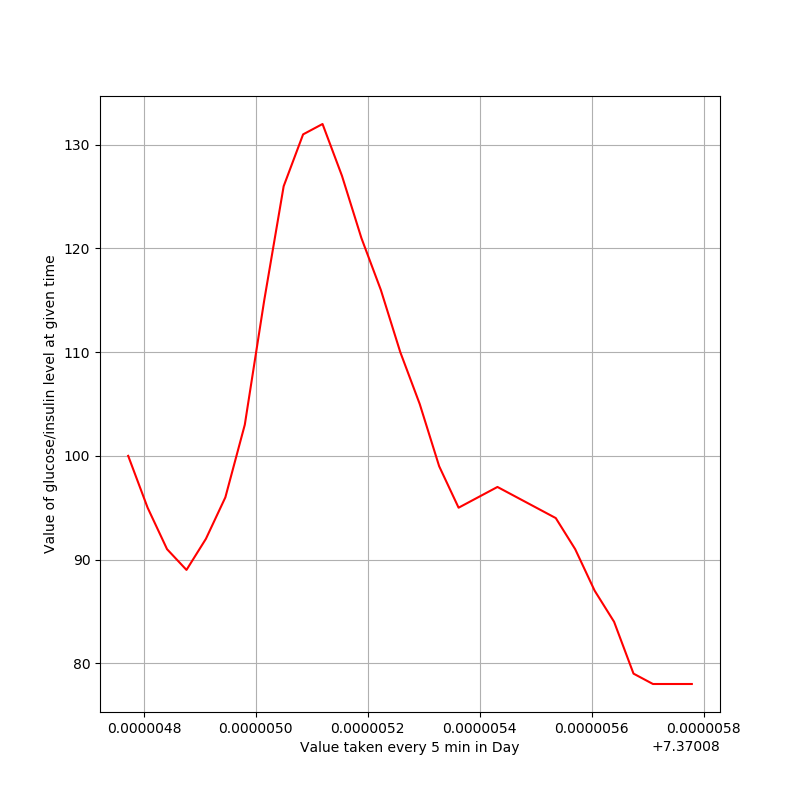 Value of glucose/insulin level at given time
130
120
110
100
90
80
0.0000048 0.0000050 0.0000052 0.0000054 0.0000056 0.0000058
+7.37008
Value taken every 5 min in Day